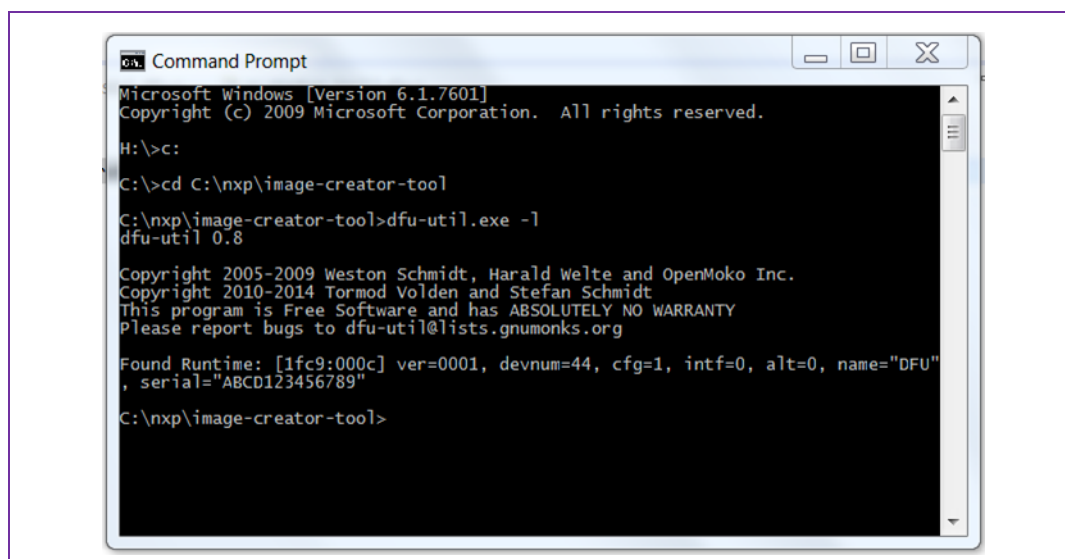 Command Prompt
Microsoft Windows [Version 6.1.7601]
Copyright (c) 2009 Microsoft Corporation.  All rights reserved.
H:\>c:
C:\>cd C:\nxp\image-creator-tool
C:\nxp\image-creator-tool>dfu-util.exe -l
dfu-util 0.8
Copyright 2005-2009 Weston Schmidt, Harald Welte and OpenMoko Inc.
Copyright 2010-2014 Tormod Volden and Stefan Schmidt
This program is Free Software and has ABSOLUTELY NO WARRANTY
Please report bugs to dfu-util@lists.gnumonks.org
Found Runtime: [1fc9:000c] ver=0001, devnum=44, cfg=1, intf=0, alt=0, name="DFU"
, serial="ABCD123456789"
C:\nxp\image-creator-tool>